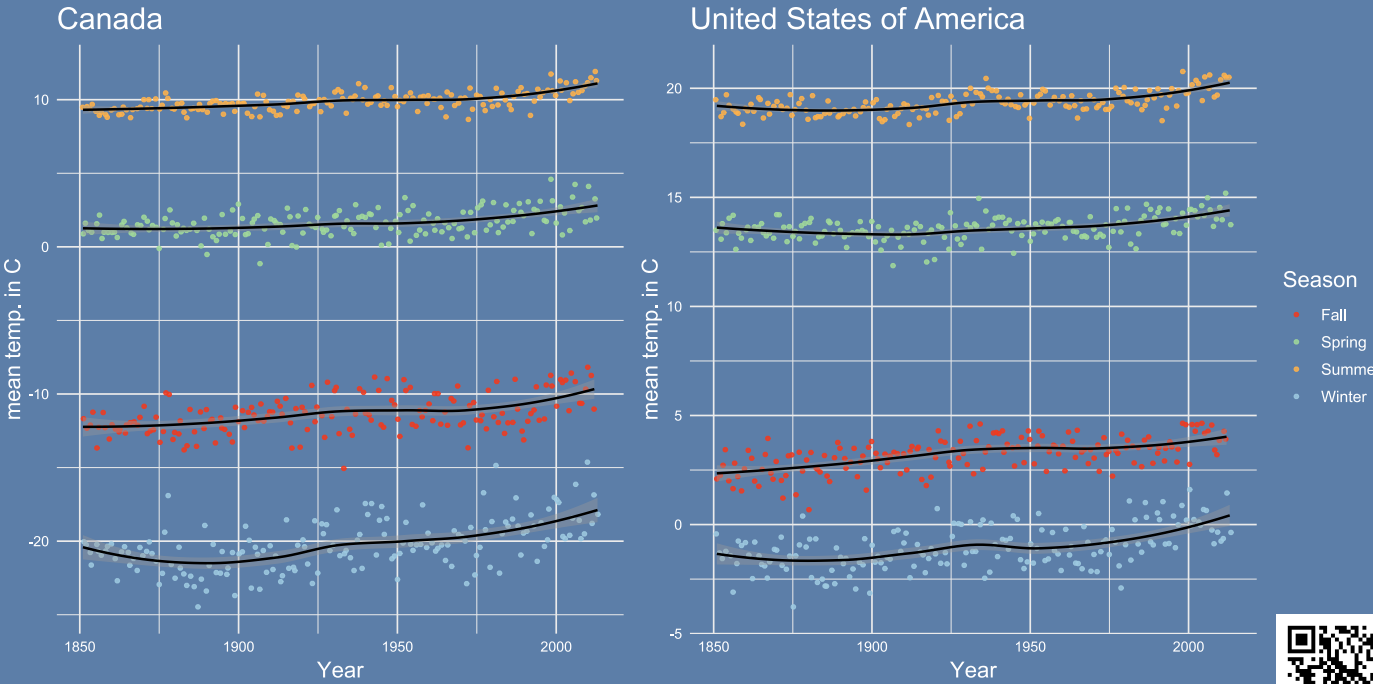 Canada
United States of America
10
0
-10
-20
mean temp. in C
1850
1900
1950
2000
Year
20
15
10
5
0
-5
mean temp. in C
1850
1900
1950
2000
Year
Season
Fall
Spring
Summe
Winter